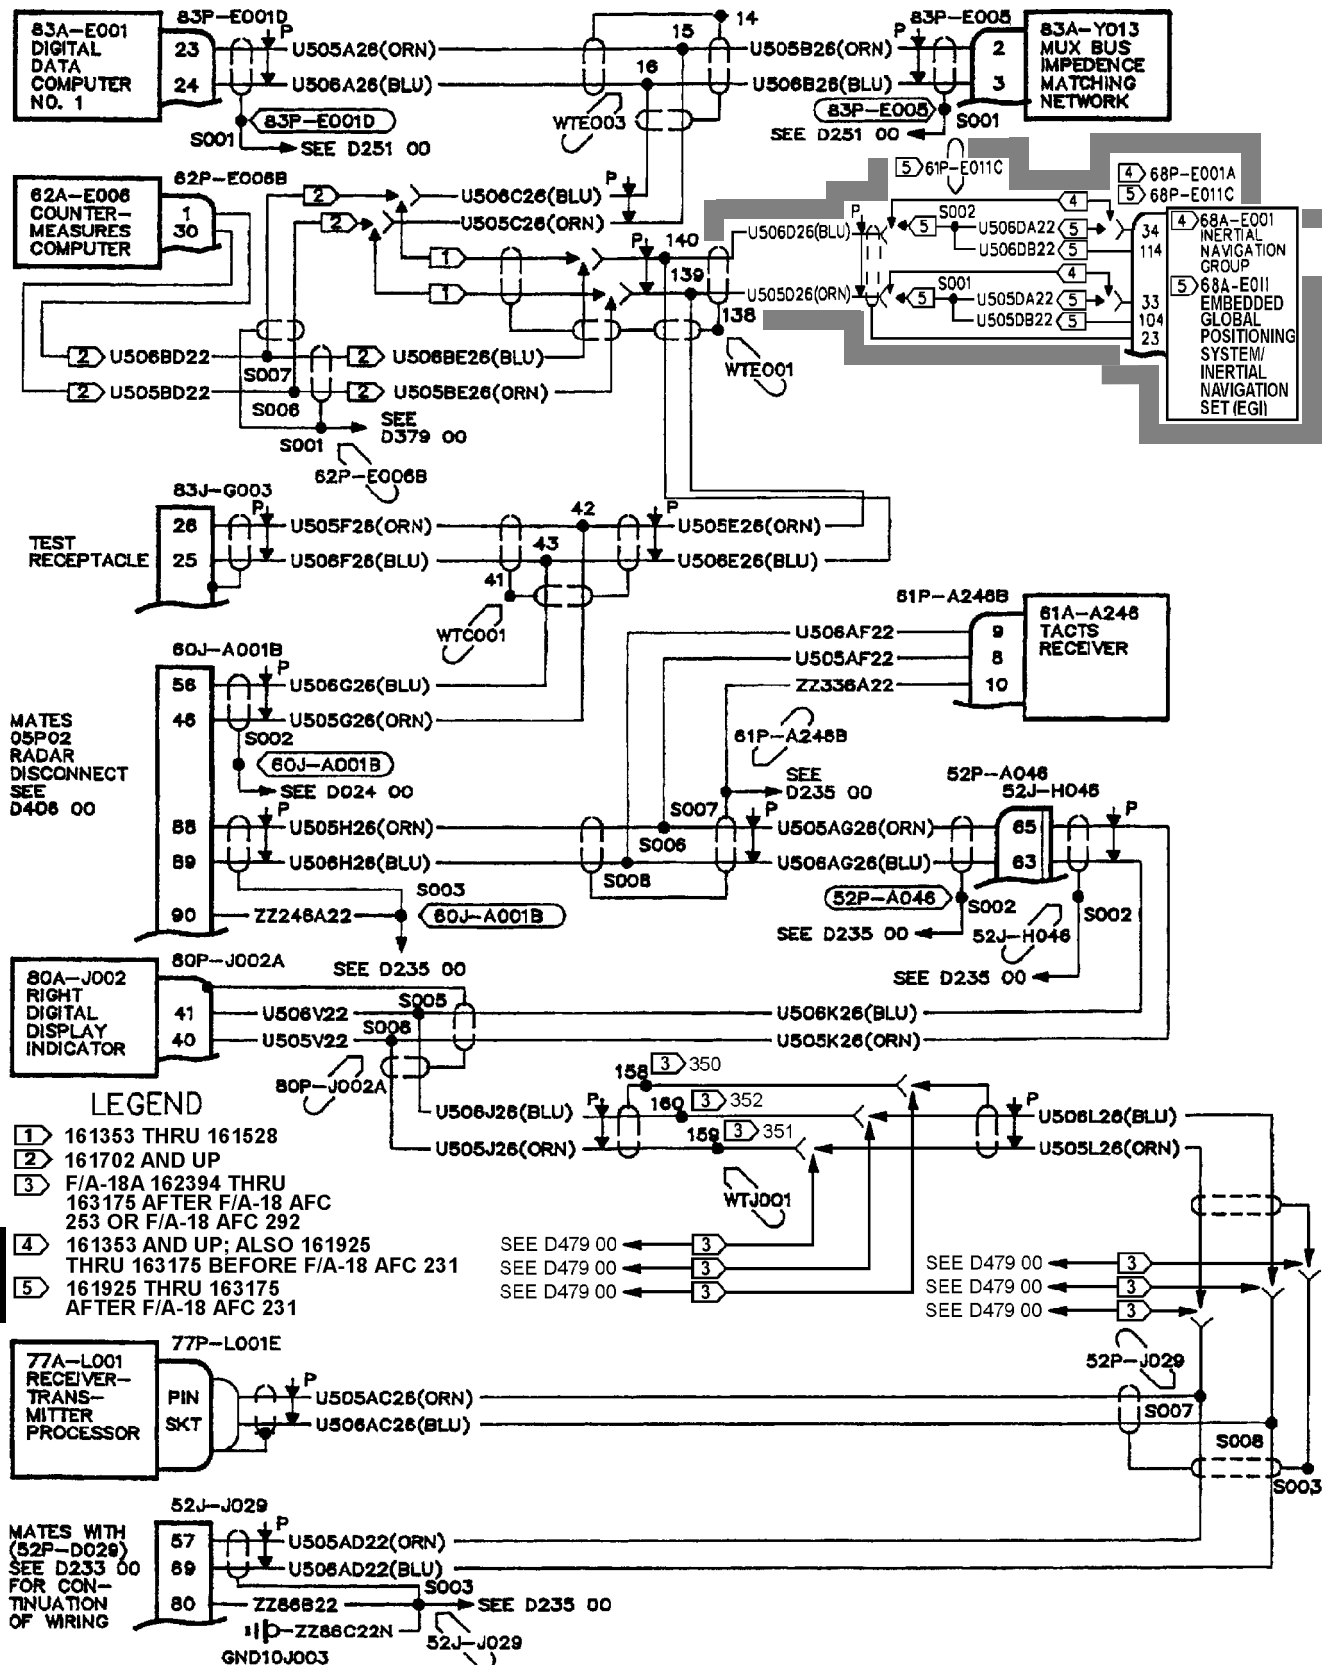 83P-E001D
83A-E001
DIGITAL
DATA
COMPUTER
NO. 1
23
24
P
U505A26(ORN)
U506A26(BLU)
S001
83P-E001D
SEE D251 00
14
15
16
WTE003
U505B26(ORN)
U506B26(BLU)
P
83P-E005
2
3
83A-Y013
MUX BUS
IMPEDENCE
MATCHING
NETWORK
83P-E005
S001
SEE D251 00
62P-E006B
62A-E006
COUNTER-
MEASURES
COMPUTER
1
30
2
2
U506C26(BLU)
U505C26(ORN)
P
1
1
P
140
139
138
WTE001
U506D26(BLU)
U505D26(ORN)
P
5 61P-E011C
4 68P-E001A
5 68P-E011C
4
S002
5
U506DA22 5
U506DB22
4
S001
5
U505DA22 5
U505DB22 5
34
114
33
104
23
4 68A-E001
INERTIAL
NAVIGATION
GROUP
5 68A-E011
EMBEDDED
GLOBAL
POSITIONING
SYSTEM/
INERTIAL
NAVIGATION
SET (EGI)
2 U506BD22
2 U505BD22
S007
S006
2 U506BE26(BLU)
2 U505BE26(ORN)
S001
SEE
D379 00
62P-E006B
83J-G003
TEST
RECEPTACLE
26
25
P
U505F26(ORN)
U506F26(BLU)
42
43
41
WTC001
P
U505E26(ORN)
U506E26(BLU)
60J-A001B
MATES
05P02
RADAR
DISCONNECT
SEE
D406 00
56
46
P
U506G26(BLU)
U505G26(ORN)
S002
60J-A001B
SEE D024 00
88
89
90
P
U505H26(ORN)
U506H26(BLU)
ZZ246A22
S003
60J-A001B
SEE D235 00
61P-A246B
U506AF22
U505AF22
ZZ336A22
9
8
10
61A-A246
TACTS
RECEIVER
61P-A246B
SEE
D235 00
S007
S006
S008
P
U505AG26(ORN)
U506AG26(BLU)
52P-A046
52J-H046
65
63
P
52P-A046
S002
SEE D235 00
52J-H046
S002
SEE D235 00
80P-J002A
80A-J002
RIGHT
DIGITAL
DISPLAY
INDICATOR
41
40
U506V22
U505V22
S005
S006
80P-J002A
U506K26(BLU)
U505K26(ORN)
U506J26(BLU)
U505J26(ORN)
P
158 3 350
160 3 352
159 3 351
WTJ001
P
U506L26(BLU)
U505L26(ORN)
LEGEND
1 161353 THRU 161528
2 161702 AND UP
3 F/A-18A 162394 THRU
163175 AFTER F/A-18 AFC
253 OR F/A-18 AFC 292
4 161353 AND UP; ALSO 161925
THRU 163175 BEFORE F/A-18 AFC 231
5 161925 THRU 163175
AFTER F/A-18 AFC 231
SEE D479 00 3
SEE D479 00 3
SEE D479 00 3
SEE D479 00 3
SEE D479 00 3
SEE D479 00 3
77P-L001E
77A-L001
RECEIVER-
TRANS-
MITTER
PROCESSOR
PIN
SKT
P
U505AC26(ORN)
U506AC26(BLU)
52P-J029
S007
S008
S003
52J-J029
MATES WITH
(52P-D029)
SEE D233 00
FOR CON-
TINUATION
OF WIRING
57
89
80
P
U505AD22(ORN)
U506AD22(BLU)
ZZ86B22
S003
SEE D235 00
ZZ86C22N
GND10J003
52J-J029